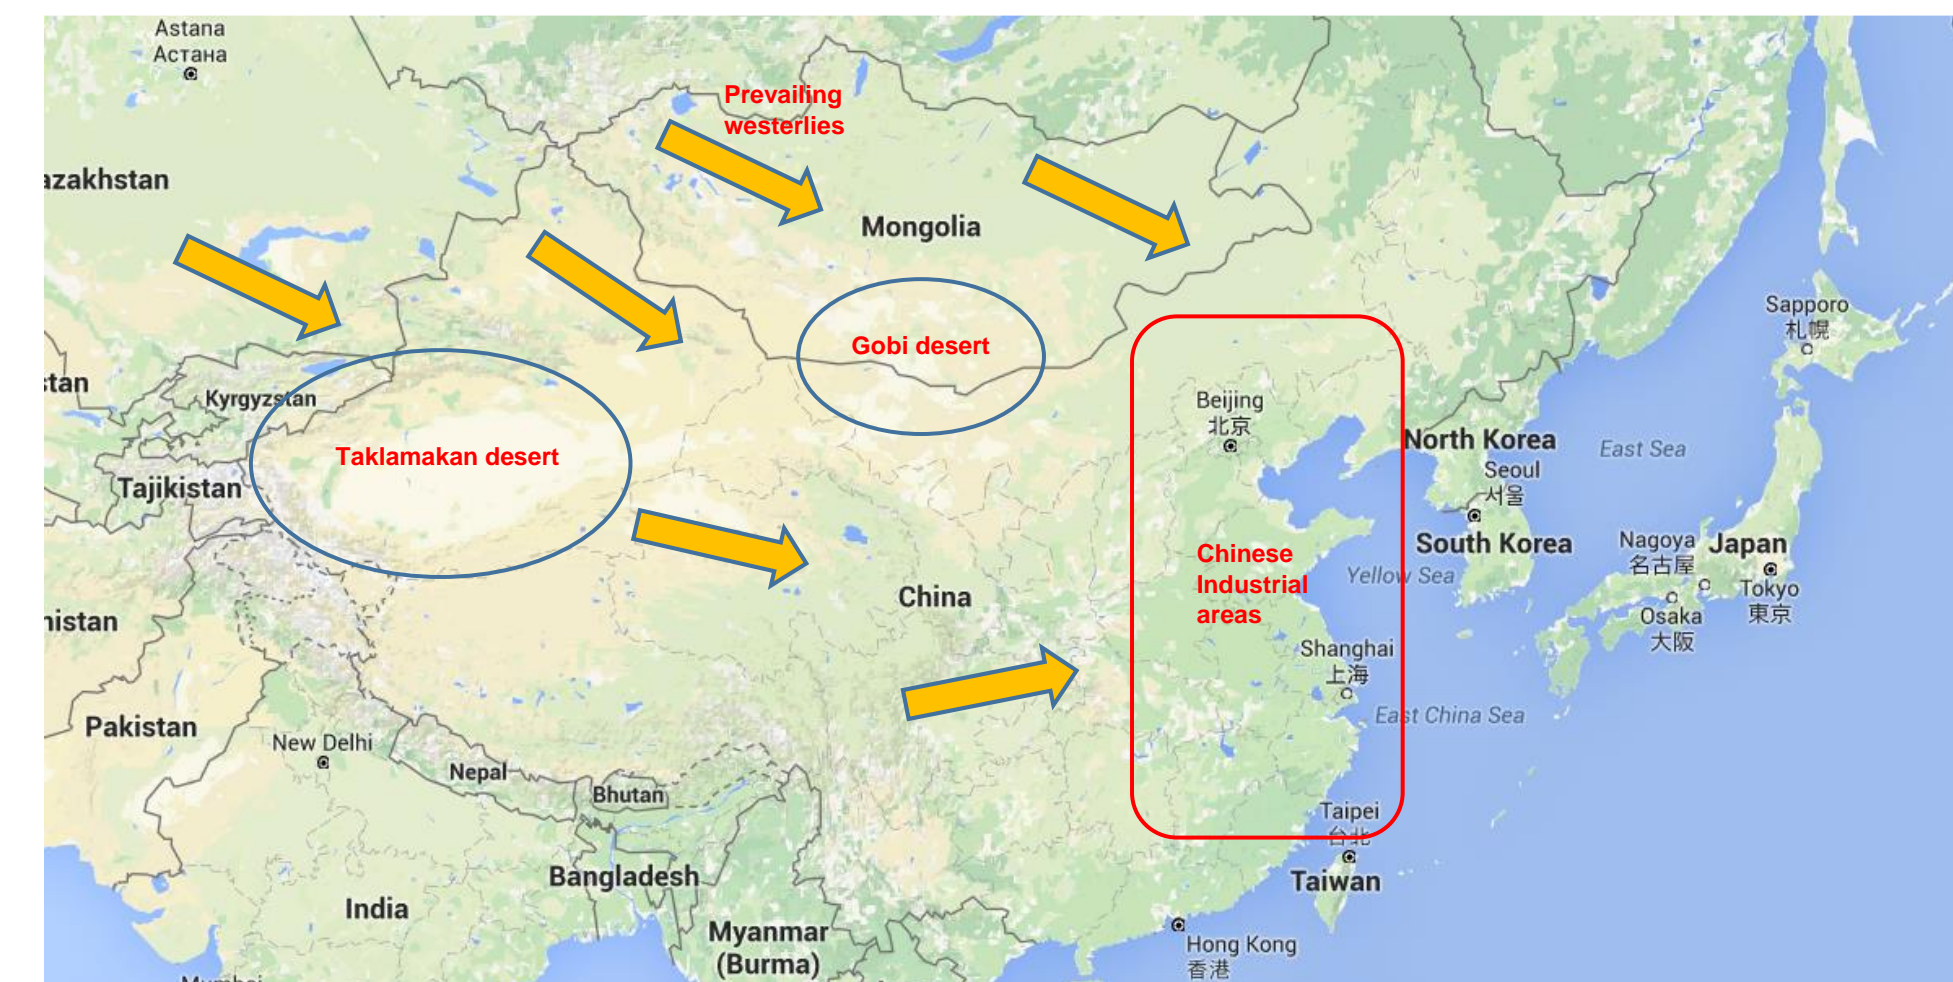 Astana
Астана
Prevailing
westerlies
azakhstan
Mongolia
Sapporo
札幌
Gobi desert
stan
Kyrgyzstan
Beijing
北京
North Korea
East Sea
Taklamakan desert
Seoul
서울
Tajikistan
South Korea
Nagoya
名古屋
Japan
Chinese
Industrial
areas
Yellow Sea
Tokyo
東京
China
Osaka
大阪
nistan
Shanghai
上海
East China Sea
Pakistan
New Delhi
Nepal
Bhutan
Taipei
台北
Bangladesh
Taiwan
India
Myanmar
(Burma)
Hong Kong
香港
Mumbai